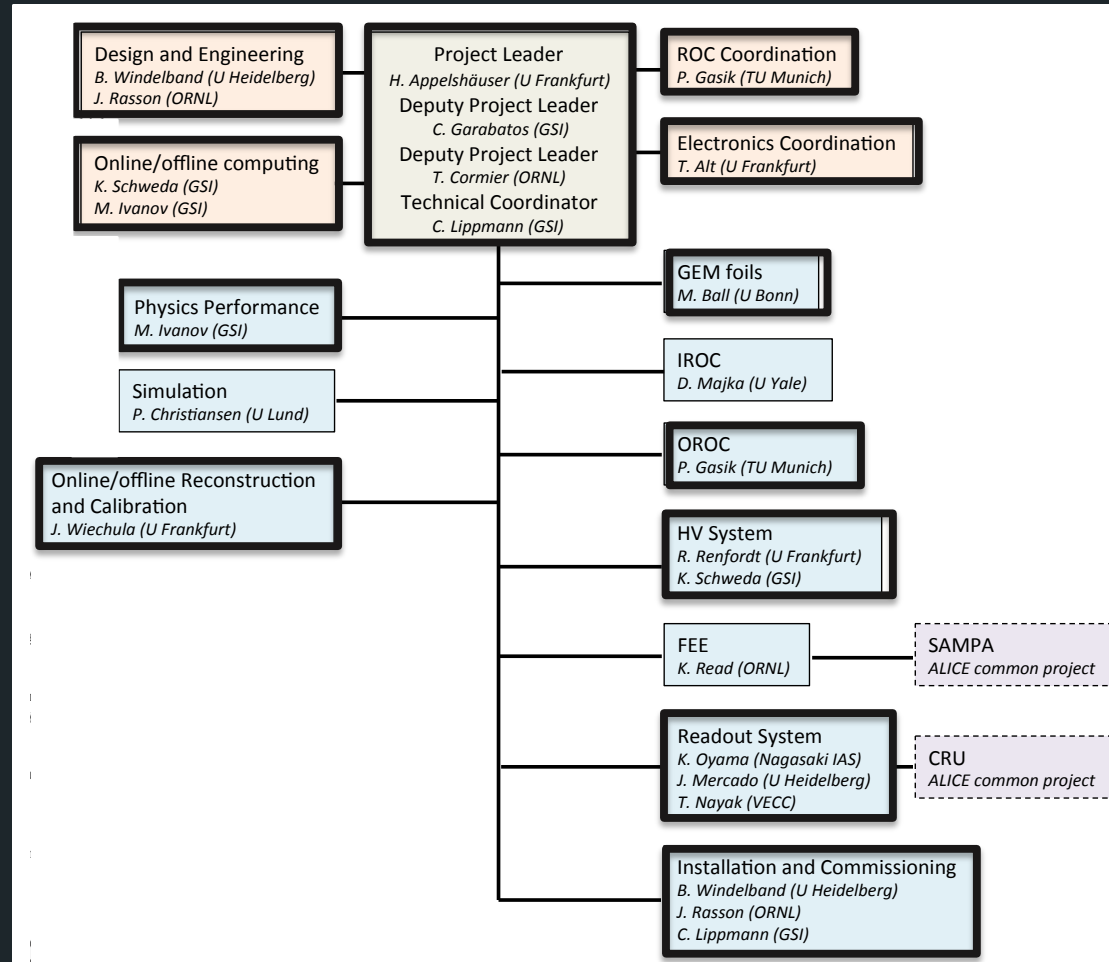 Design and Engineering
B. Windelband (U Heidelberg)
J. Rasson (ORNL)
Online/offline computing
K. Schweda (GSI)
M. Ivanov (GSI)
Project Leader
H. Appelshäuser (U Frankfurt)
Deputy Project Leader
C. Garabatos (GSI)
Deputy Project Leader
T. Cormier (ORNL)
Technical Coordinator
C. Lippmann (GSI)
ROC Coordination
P. Gasik (TU Munich)
Electronics Coordination
T. Alt (U Frankfurt)
Physics Performance
M. Ivanov (GSI)
Simulation
P. Christiansen (U Lund)
Online/offline Reconstruction
and Calibration
J. Wiechula (U Frankfurt)
GEM foils
M. Ball (U Bonn)
IROC
D. Majka (U Yale)
OROC
P. Gasik (TU Munich)
HV System
R. Renfordt (U Frankfurt)
K. Schweda (GSI)
FEE
K. Read (ORNL)
SAMPA
ALICE common project
Readout System
K. Oyama (Nagasaki IAS)
J. Mercado (U Heidelberg)
T. Nayak (VECC)
CRU
ALICE common project
Installation and Commissioning
B. Windelband (U Heidelberg)
J. Rasson (ORNL)
C. Lippmann (GSI)